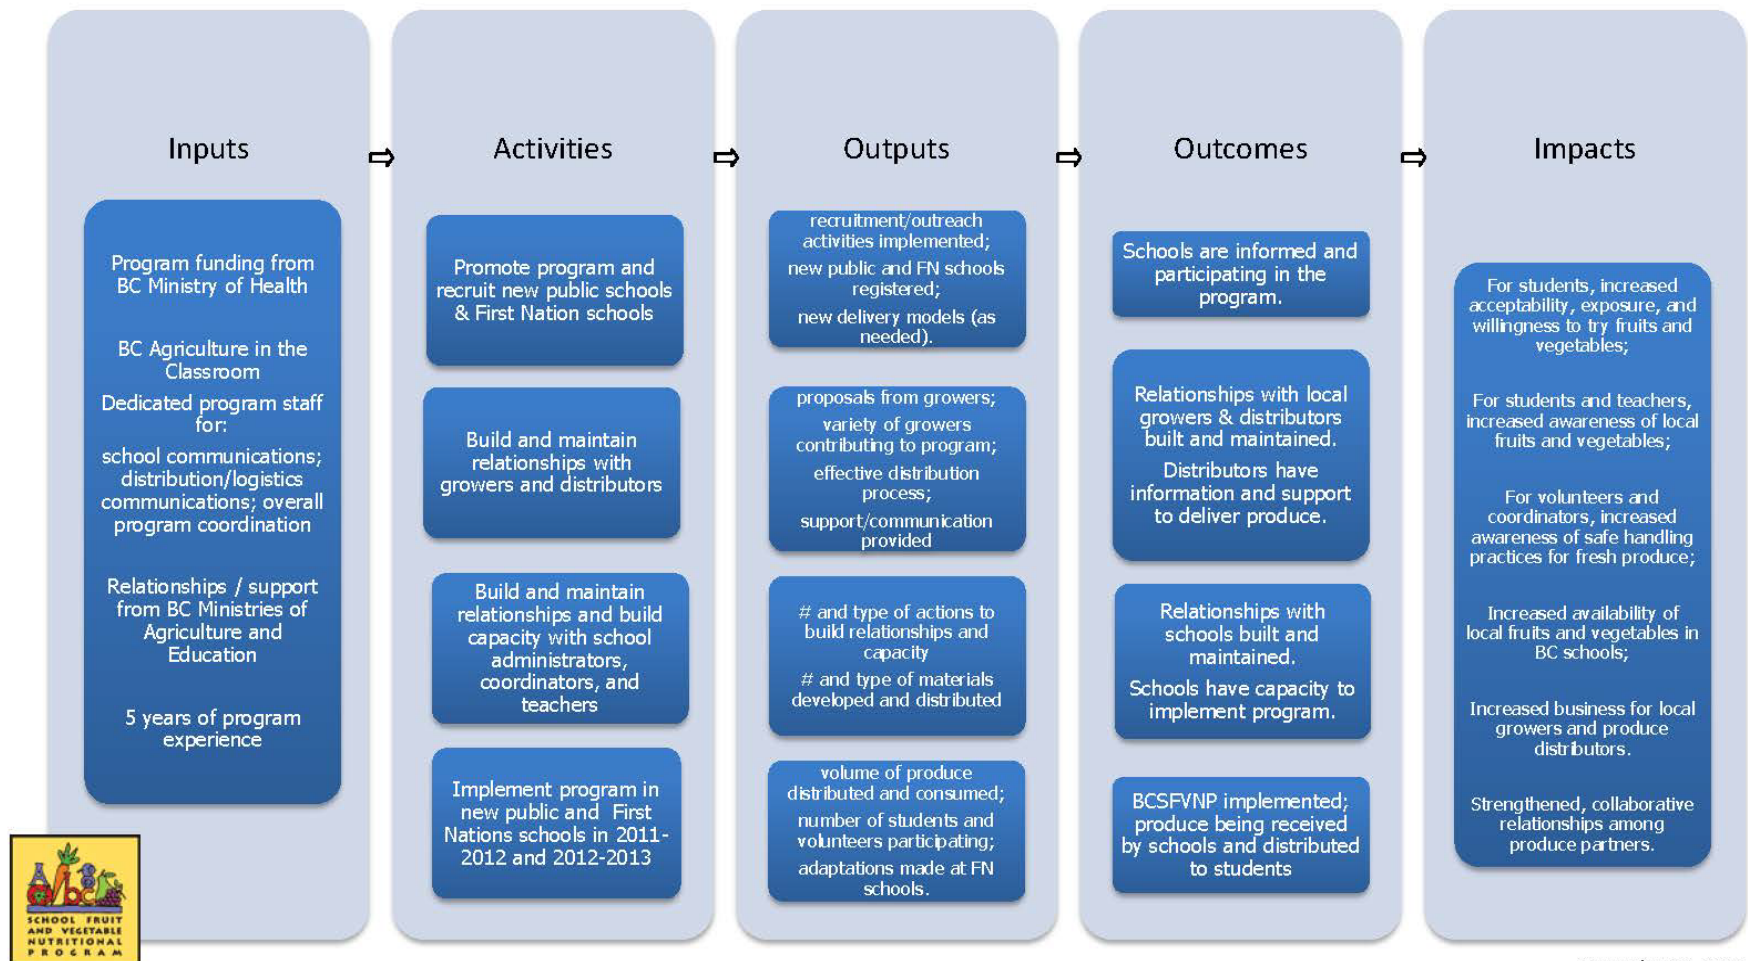 Inputs
Program funding from
BC Ministry of Health
BC Agriculture in the
Classroom
Dedicated program staff
for:
school communications;
distribution/logistics
communications; overall
program coordination
Relationships / support
from BC Ministries of
Agriculture and
Education
5 years of program
experience
Activities
Promote program and
recruit new public schools
& First Nation schools
Build and maintain
relationships with
growers and distributors
Build and maintain
relationships and build
capacity with school
administrators,
coordinators, and
teachers
Implement program in
new public and First
Nations schools in 2011-
2012 and 2012-2013
Outputs
recruitment/outreach
activities implemented;
new public and FN schools
registered;
new delivery models (as
needed).
proposals from growers;
variety of growers
contributing to program;
effective distribution
process;
support/communication
provided
# and type of actions to
build relationships and
capacity
# and type of materials
developed and distributed
volume of produce
distributed and consumed;
number of students and
volunteers participating;
adaptations made at FN
schools.
Outcomes
Schools are informed and
participating in the
program.
Relationships with local
growers & distributors
built and maintained.
Distributors have
information and support
to deliver produce.
Relationships with
schools built and
maintained.
Schools have capacity to
implement program.
BCSFVNP implemented;
produce being received
by schools and distributed
to students
Impacts
For students, increased
acceptability, exposure, and
willingness to try fruits and
vegetables;
For students and teachers,
increased awareness of local
fruits and vegetables;
For volunteers and
coordinators, increased
awareness of safe handling
practices for fresh produce;
Increased availability of
local fruits and vegetables in
BC schools;
Increased business for local
growers and produce
distributors.
Strengthened, collaborative
relationships among
produce partners.
abc
SCHOOL FRUIT
AND VEGETABLE
NUTRITIONAL
PROGRAM